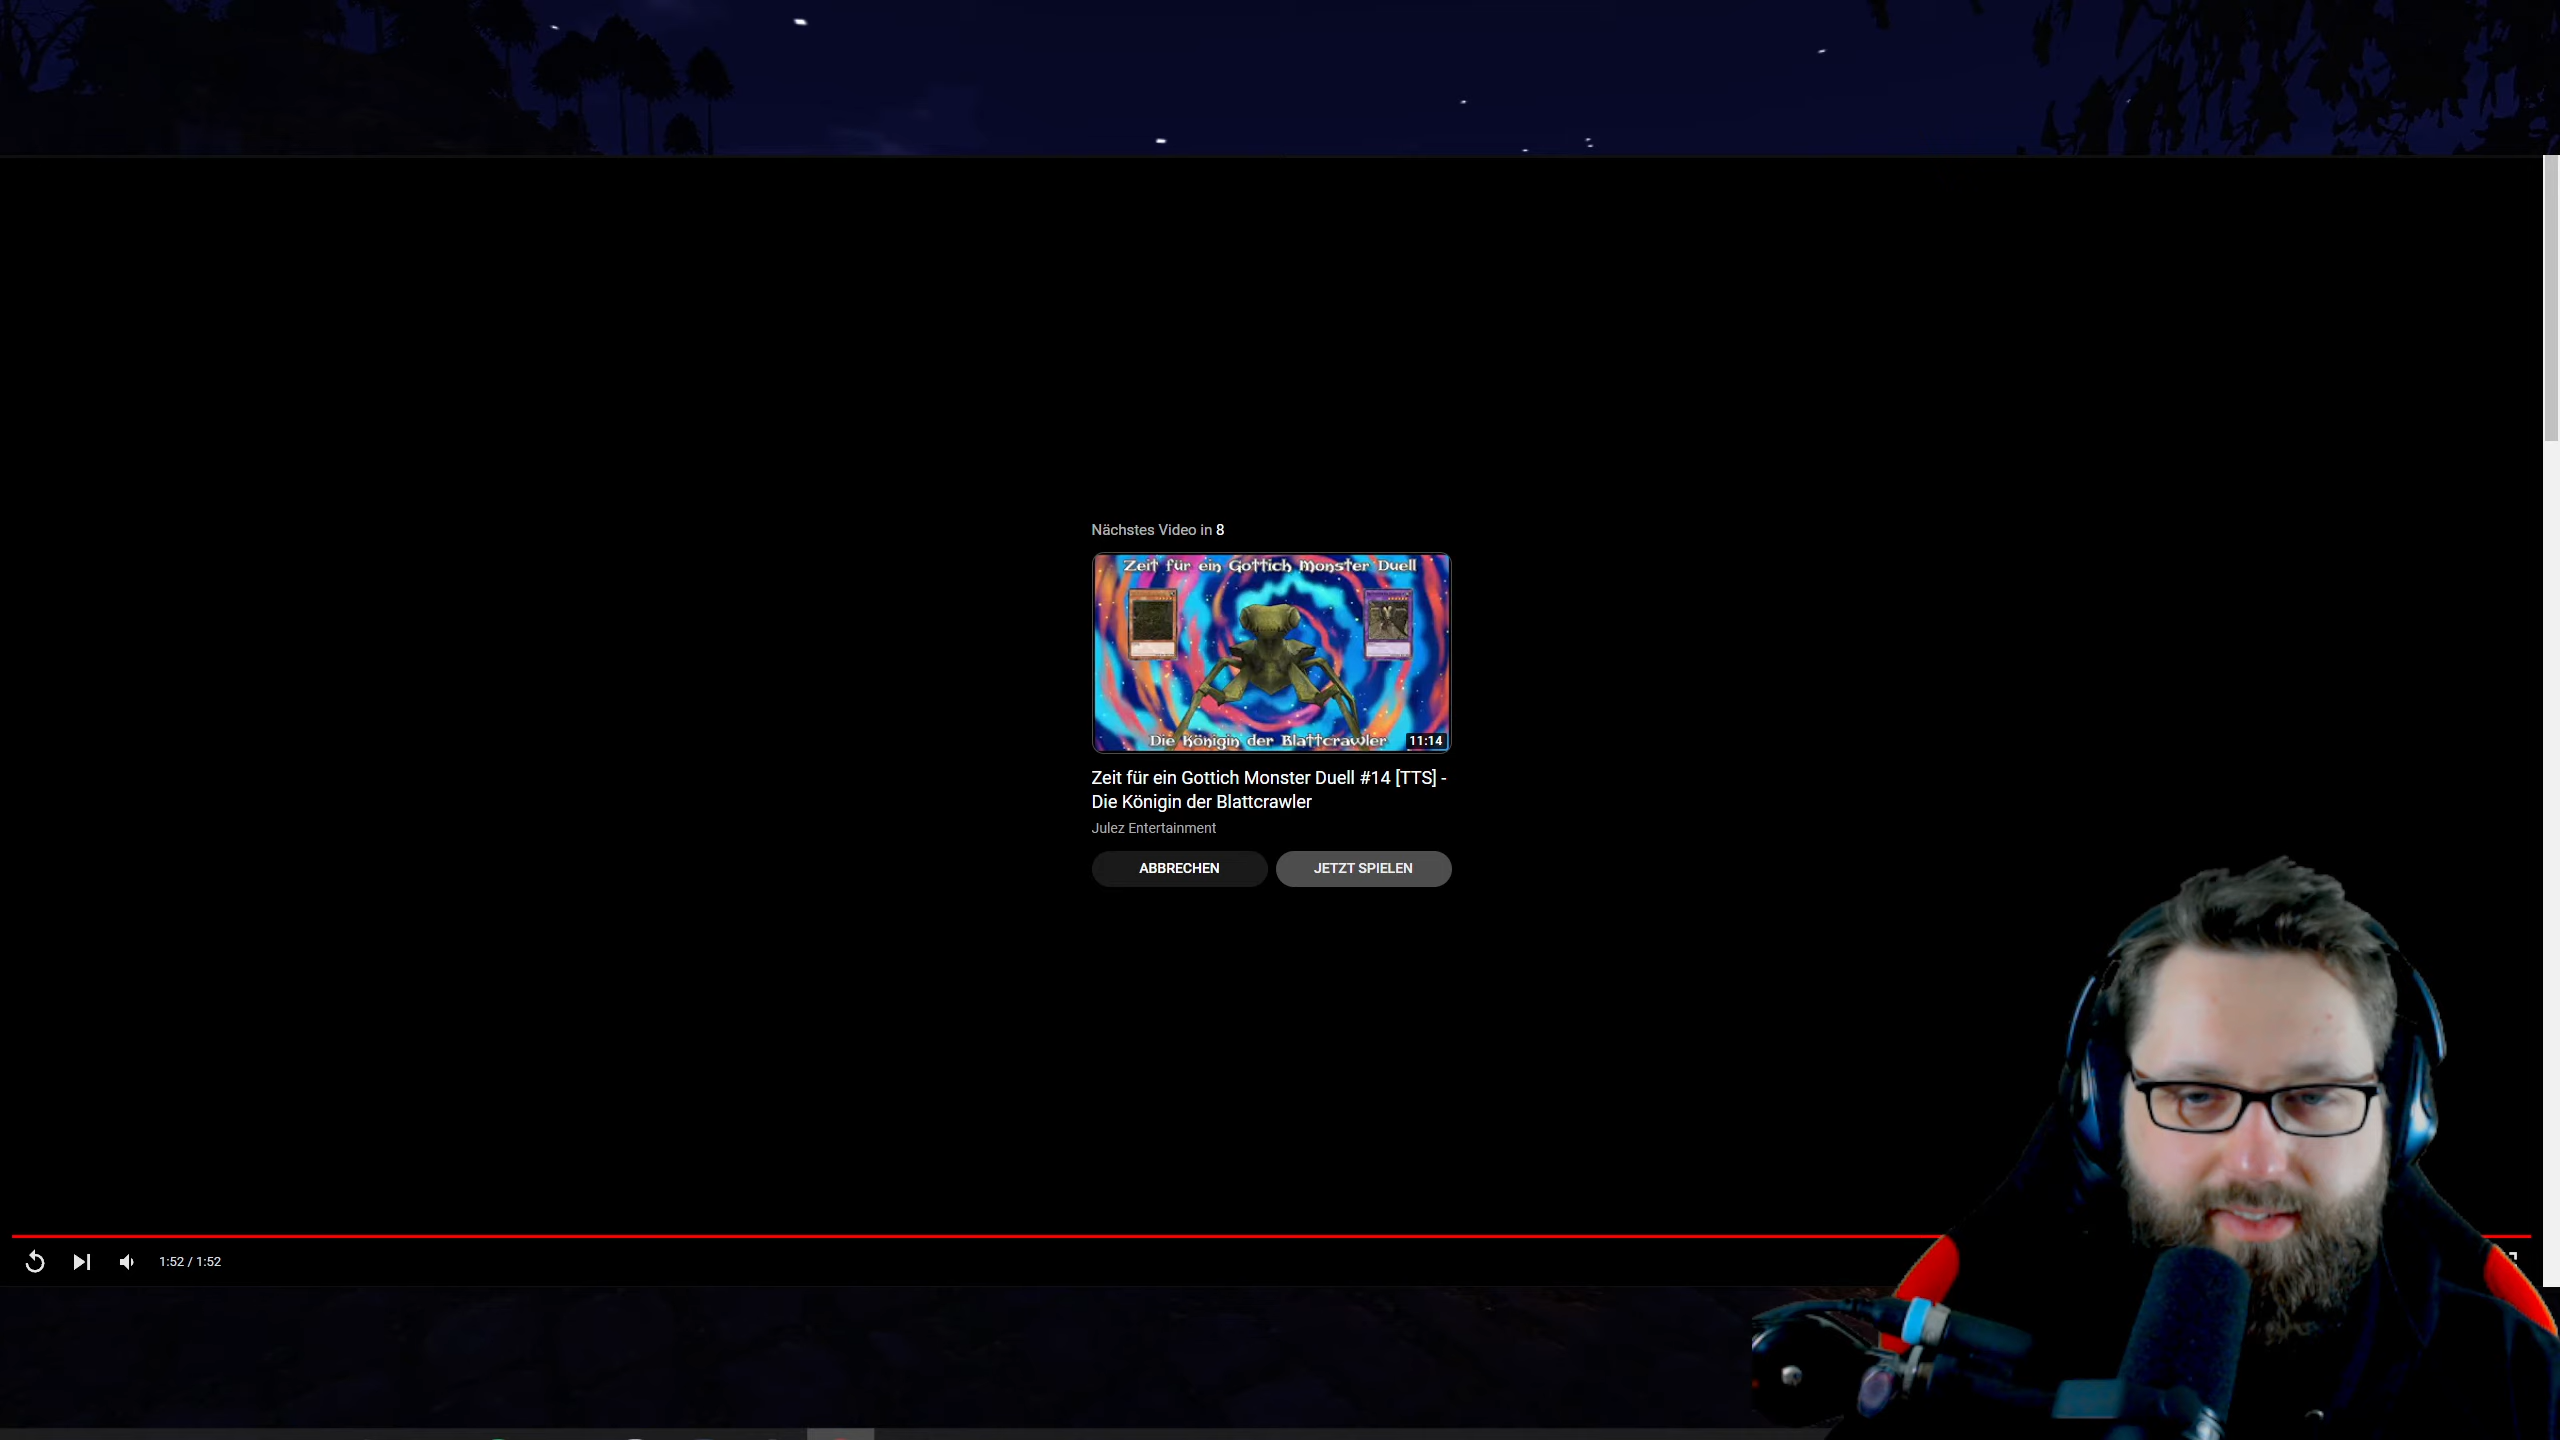 Nächstes Video in 8
Zeit für ein Gottich Monster Duell
Die Königin der Blattcrawler
11:14
Zeit für ein Gottich Monster Duell #14 [TTS] -
Die Königin der Blattcrawler
Julez Entertainment
ABBRECHEN
JETZT SPIELEN
1:52 / 1:52